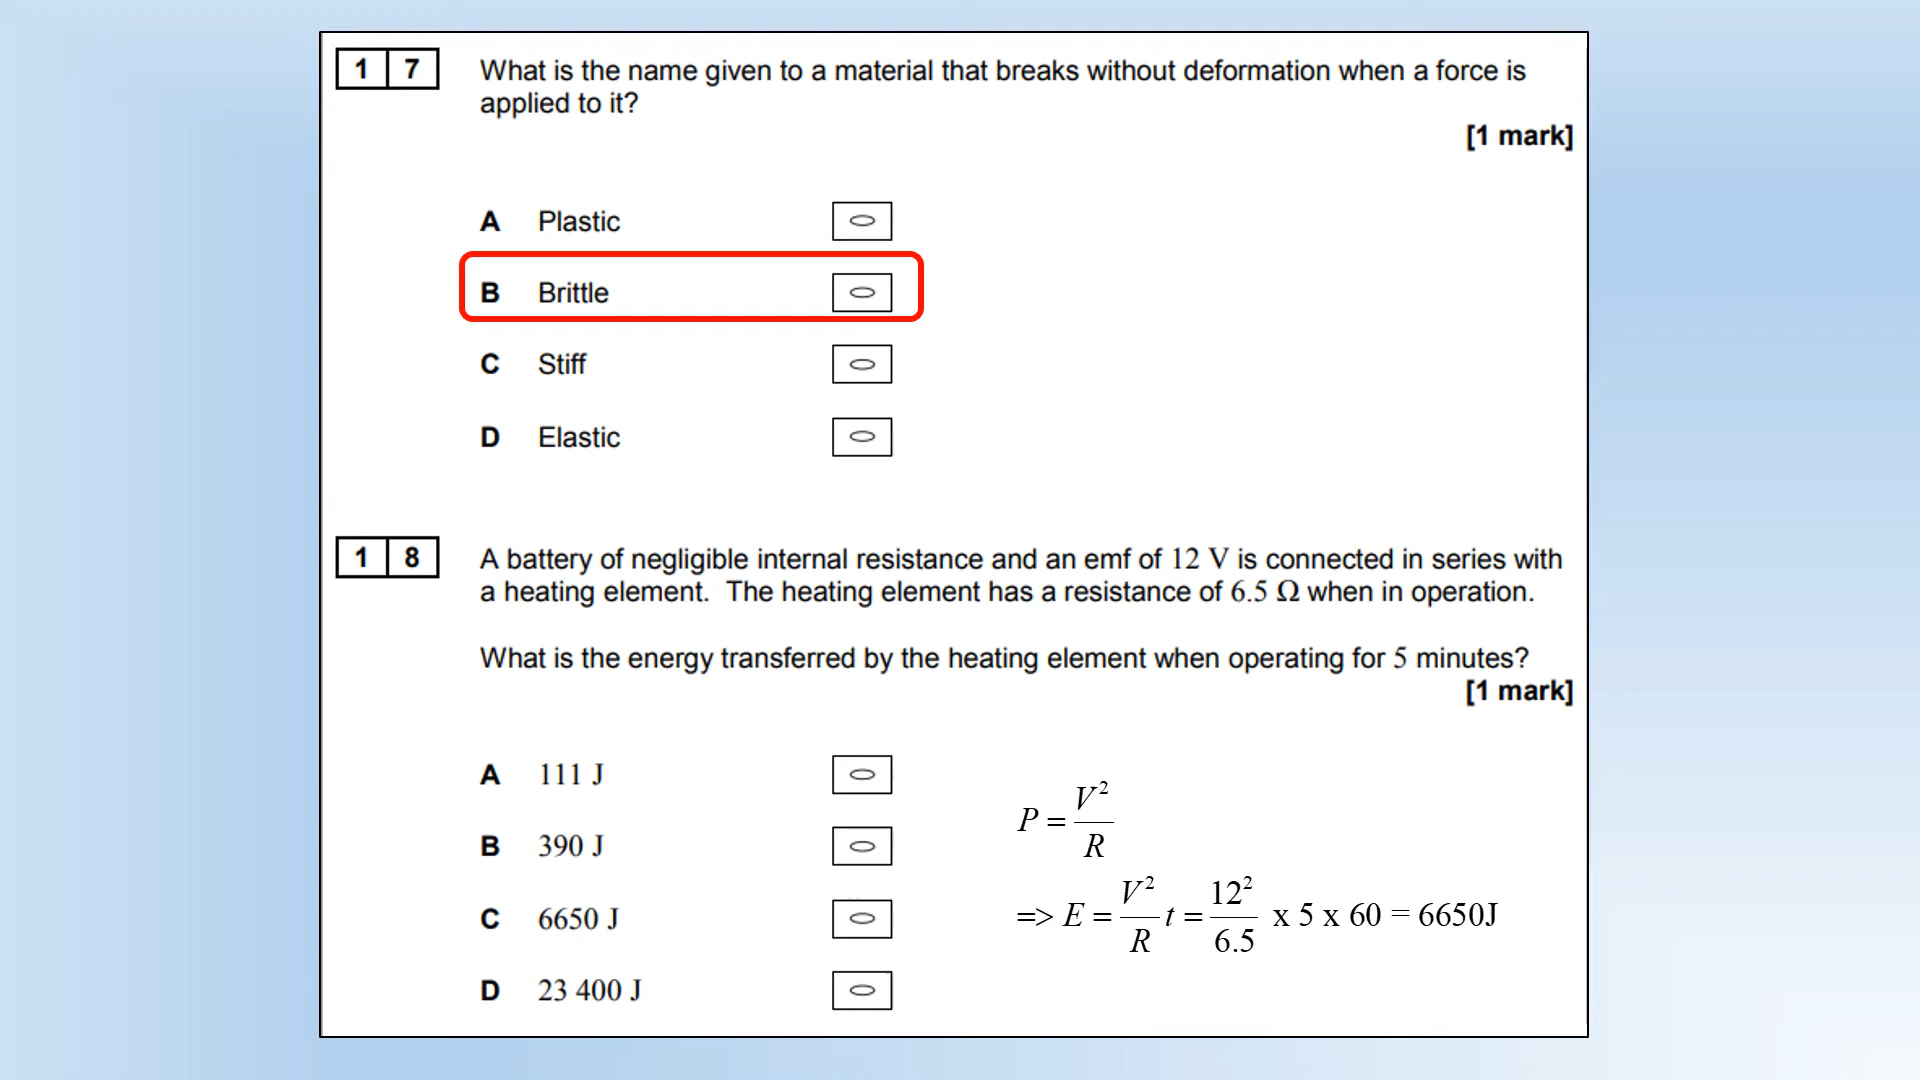 1 7 What is the name given to a material that breaks without deformation when a force is
applied to it?
[1 mark]
A Plastic
B Brittle
C Stiff
D Elastic
1 8 A battery of negligible internal resistance and an emf of 12 V is connected in series with
a heating element. The heating element has a resistance of 6.5 Ω when in operation.
What is the energy transferred by the heating element when operating for 5 minutes?
[1 mark]
A 111 J
B 390 J
C 6650 J
D 23 400 J
P = V²/R
=> E = V²/R t = 12²/6.5 x 5 x 60 = 6650J